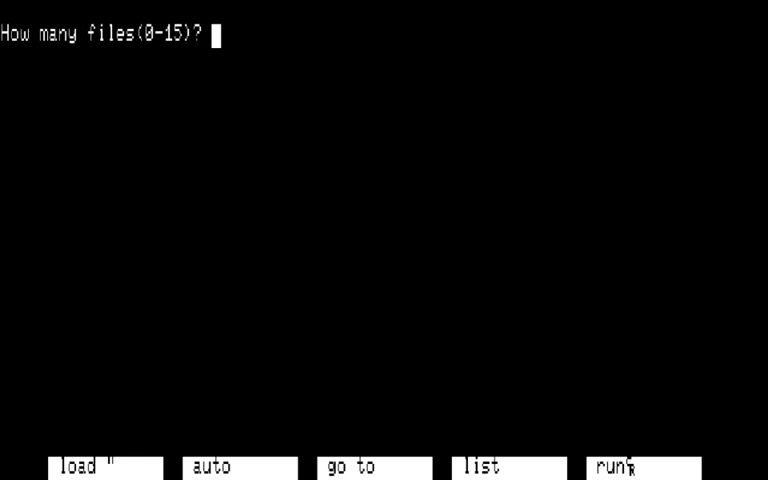 How many files(0-15)?
load " auto go to list run␍